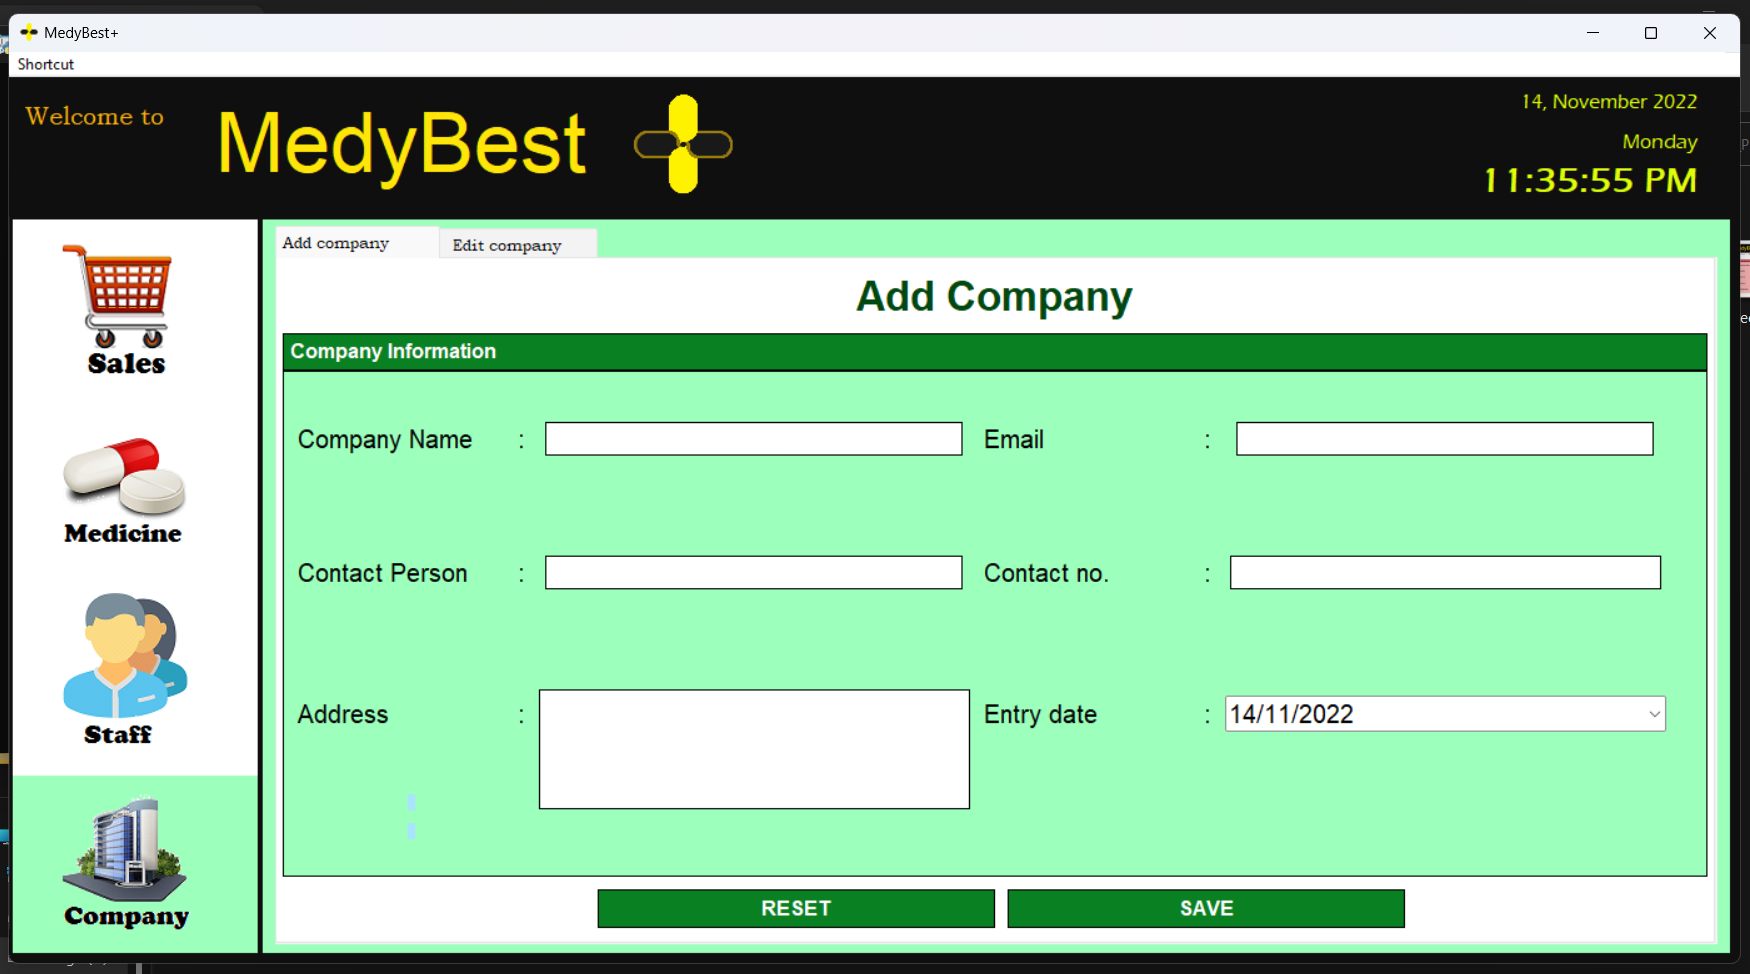 MedyBest+
Shortcut
Welcome to
MedyBest
14, November 2022
Monday
11:35:55 PM
Sales
Medicine
Staff
Company
Add company
Edit company
Add Company
Company Information
Company Name :
Email :
Contact Person :
Contact no. :
Address :
Entry date : 14/11/2022
RESET
SAVE